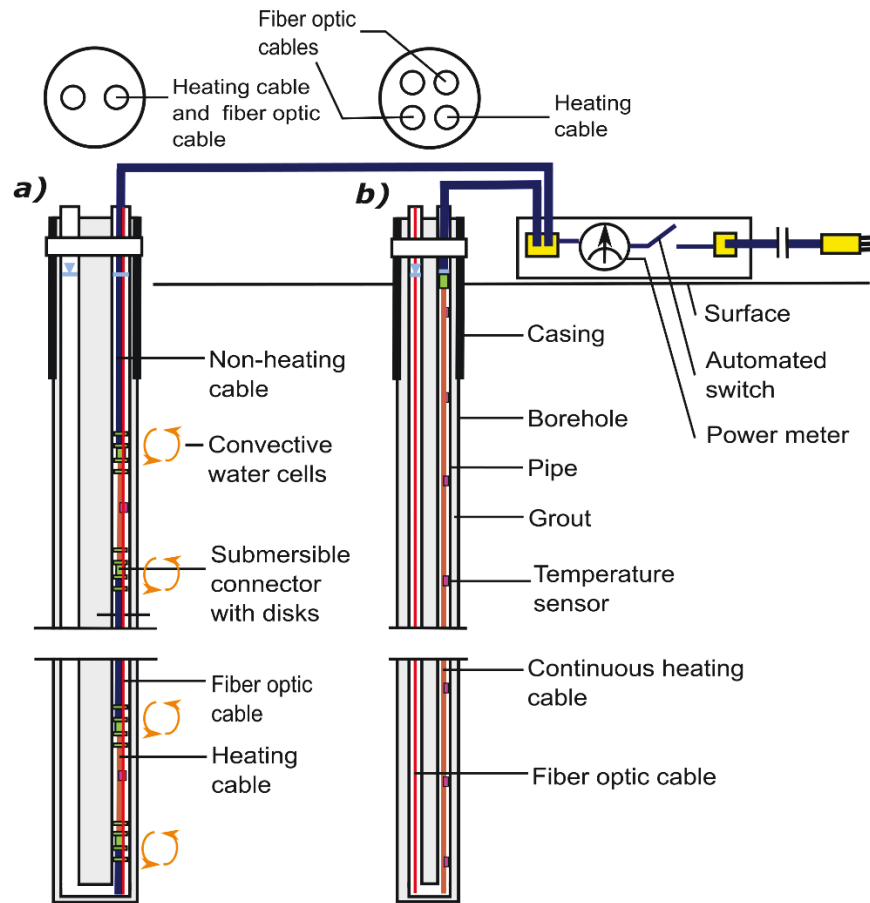 Fiber optic
cables
Heating cable
and fiber optic
cable
Heating
cable
a)
b)
Surface
Casing
Automated
switch
Non-heating
cable
Borehole
Power meter
Convective
water cells
Pipe
Grout
Submersible
connector
with disks
Temperature
sensor
Fiber optic
cable
Continuous heating
cable
Heating
cable
Fiber optic cable